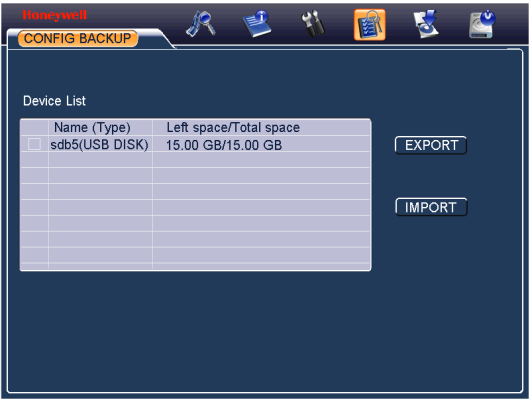 Honeywell
CONFIG BACKUP
Device List
Name (Type) Left space/Total space
sdb5(USB DISK) 15.00 GB/15.00 GB
EXPORT
IMPORT